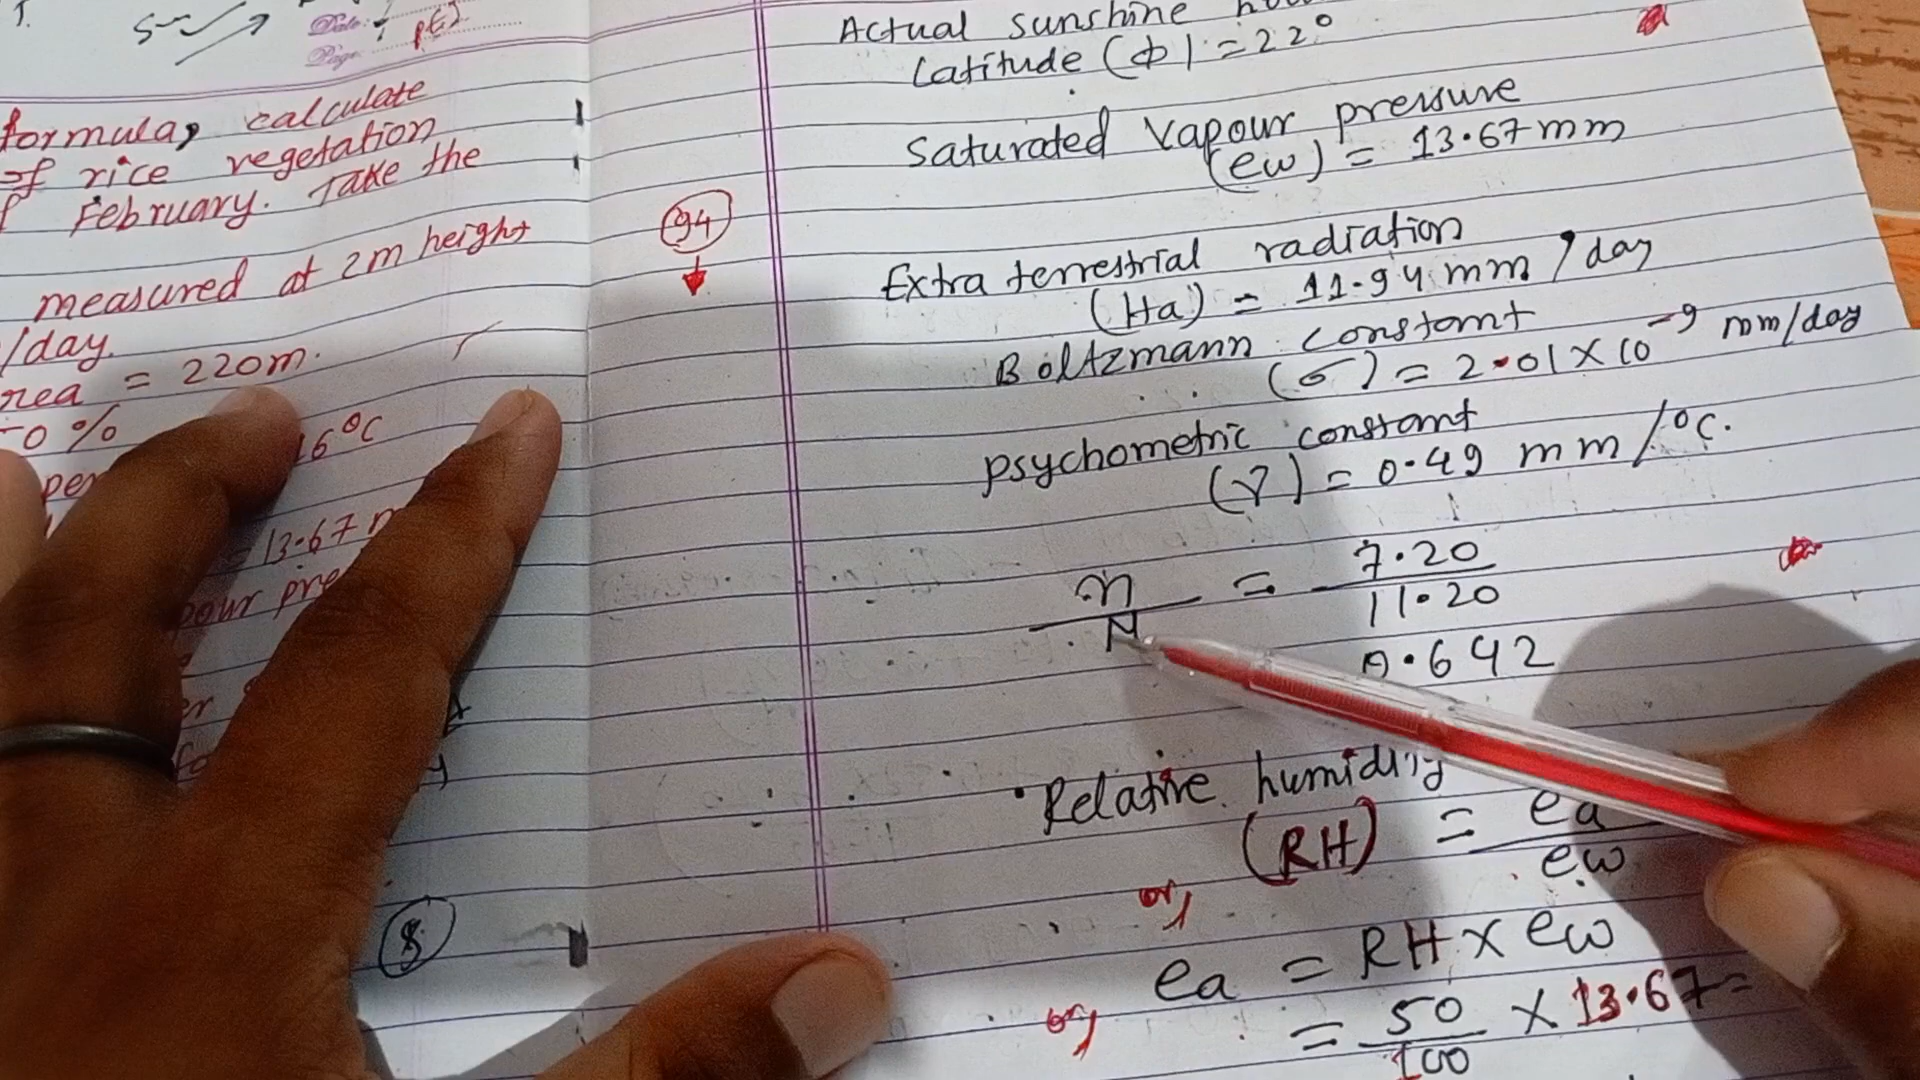 Date:
Page
formula, calculate
of rice vegetation
February. Take the
measured at 2m height
/day.
= 220m.
0%
16°C
= 13.67
94
8
Actual sunshine
Latitude (ф) = 22°
Saturated Vapour pressure
(ew) = 13.67 mm
Extra terrestrial radiation
(Ha) = 11.94 mm / day
Boltzmann constant
(σ) = 2.01 X 10⁻⁹ mm/day
psychometric constant
(γ) = 0.49 mm/°C.
n/N = 7.20/11.20
0.642
Relative humidity
(RH) = ea/ew
or,
ea = RH X ew
or,
= 50/100 X 13.67 =